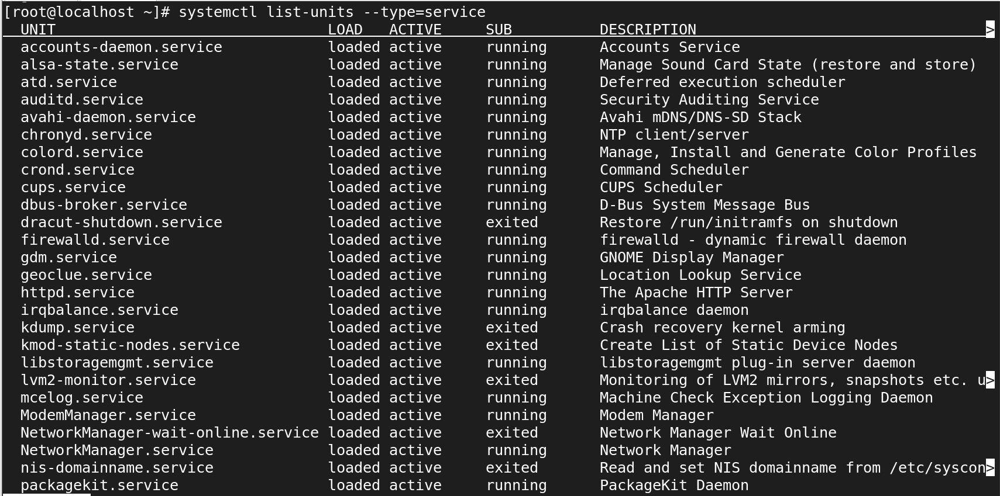 [root@localhost ~]# systemctl list-units --type=service
  UNIT                               LOAD   ACTIVE     SUB          DESCRIPTION                                 >
  accounts-daemon.service            loaded active     running      Accounts Service
  alsa-state.service                 loaded active     running      Manage Sound Card State (restore and store)
  atd.service                        loaded active     running      Deferred execution scheduler
  auditd.service                     loaded active     running      Security Auditing Service
  avahi-daemon.service               loaded active     running      Avahi mDNS/DNS-SD Stack
  chronyd.service                    loaded active     running      NTP client/server
  colord.service                     loaded active     running      Manage, Install and Generate Color Profiles
  crond.service                      loaded active     running      Command Scheduler
  cups.service                       loaded active     running      CUPS Scheduler
  dbus-broker.service                loaded active     running      D-Bus System Message Bus
  dracut-shutdown.service            loaded active     exited       Restore /run/initramfs on shutdown
  firewalld.service                  loaded active     running      firewalld - dynamic firewall daemon
  gdm.service                        loaded active     running      GNOME Display Manager
  geoclue.service                    loaded active     running      Location Lookup Service
  httpd.service                      loaded active     running      The Apache HTTP Server
  irqbalance.service                 loaded active     running      irqbalance daemon
  kdump.service                      loaded active     exited       Crash recovery kernel arming
  kmod-static-nodes.service          loaded active     exited       Create List of Static Device Nodes
  libstoragemgmt.service             loaded active     running      libstoragemgmt plug-in server daemon
  lvm2-monitor.service               loaded active     exited       Monitoring of LVM2 mirrors, snapshots etc. u>
  mcelog.service                     loaded active     running      Machine Check Exception Logging Daemon
  ModemManager.service               loaded active     running      Modem Manager
  NetworkManager-wait-online.service loaded active     exited       Network Manager Wait Online
  NetworkManager.service             loaded active     running      Network Manager
  nis-domainname.service             loaded active     exited       Read and set NIS domainname from /etc/syscon>
  packagekit.service                 loaded active     running      PackageKit Daemon